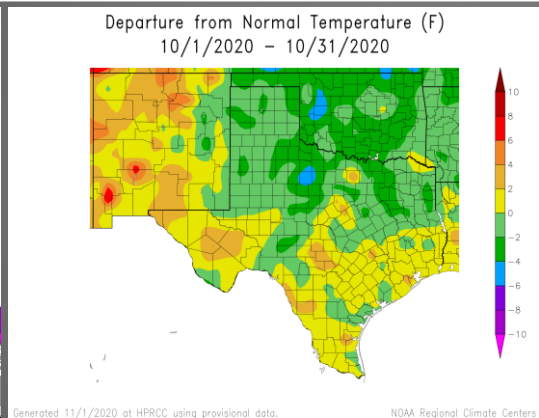 Departure from Normal Temperature (F)
10/1/2020 – 10/31/2020
10
8
6
4
2
0
-2
-4
-6
-8
-10
Generated 11/1/2020 at HPRCC using provisional data.
NOAA Regional Climate Centers